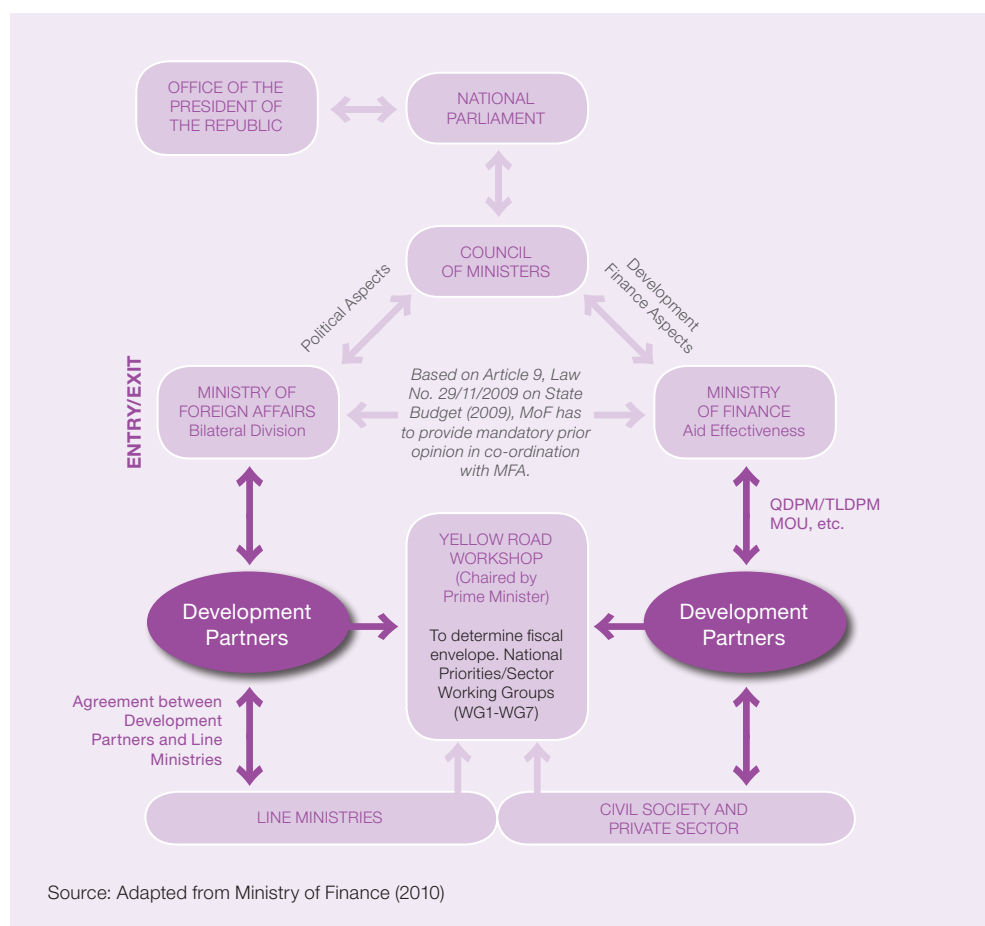 OFFICE OF THE
PRESIDENT OF
THE REPUBLIC
NATIONAL
PARLIAMENT
COUNCIL
OF MINISTERS
Political Aspects
Development
Finance Aspects
ENTRY/EXIT
MINISTRY OF
FOREIGN AFFAIRS
Bilateral Division
Based on Article 9, Law
No. 29/11/2009 on State
Budget (2009), MoF has
to provide mandatory prior
opinion in co-ordination
with MFA.
MINISTRY
OF FINANCE
Aid Effectiveness
QDPM/TLDPM
MOU, etc.
YELLOW ROAD
WORKSHOP
(Chaired by
Prime Minister)
To determine fiscal
envelope. National
Priorities/Sector
Working Groups
(WG1-WG7)
Development
Partners
Development
Partners
Agreement between
Development
Partners and Line
Ministries
LINE MINISTRIES
CIVIL SOCIETY AND
PRIVATE SECTOR
Source: Adapted from Ministry of Finance (2010)